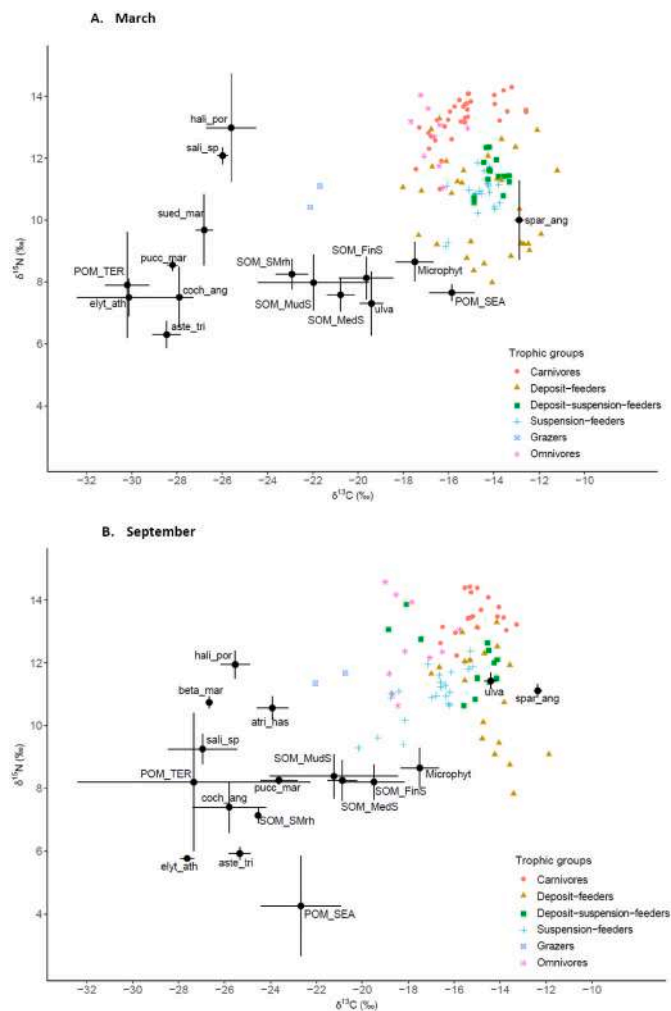 A. March
14
12
10
8
6
4
δ15N (‰)
hali_por
sali_sp
sued_mar
pucc_mar
POM_TER
elyt_ath
coch_ang
aste_tri
SOM_SMrh
SOM_FinS
SOM_MudS
SOM_MedS
ulva
Microphyt
POM_SEA
spar_ang
Trophic groups
Carnivores
Deposit-feeders
Deposit-suspension-feeders
Suspension-feeders
Grazers
Omnivores
−32 −30 −28 −26 −24 −22 −20 −18 −16 −14 −12 −10
δ13C (‰)
B. September
14
12
10
8
6
4
δ15N (‰)
hali_por
beta_mar
atri_has
sali_sp
POM_TER
pucc_mar
coch_ang
SOM_SMrh
SOM_MudS
SOM_MedS
SOM_FinS
Microphyt
ulva
spar_ang
elyt_ath
aste_tri
POM_SEA
Trophic groups
Carnivores
Deposit-feeders
Deposit-suspension-feeders
Suspension-feeders
Grazers
Omnivores
−32 −30 −28 −26 −24 −22 −20 −18 −16 −14 −12 −10
δ13C (‰)